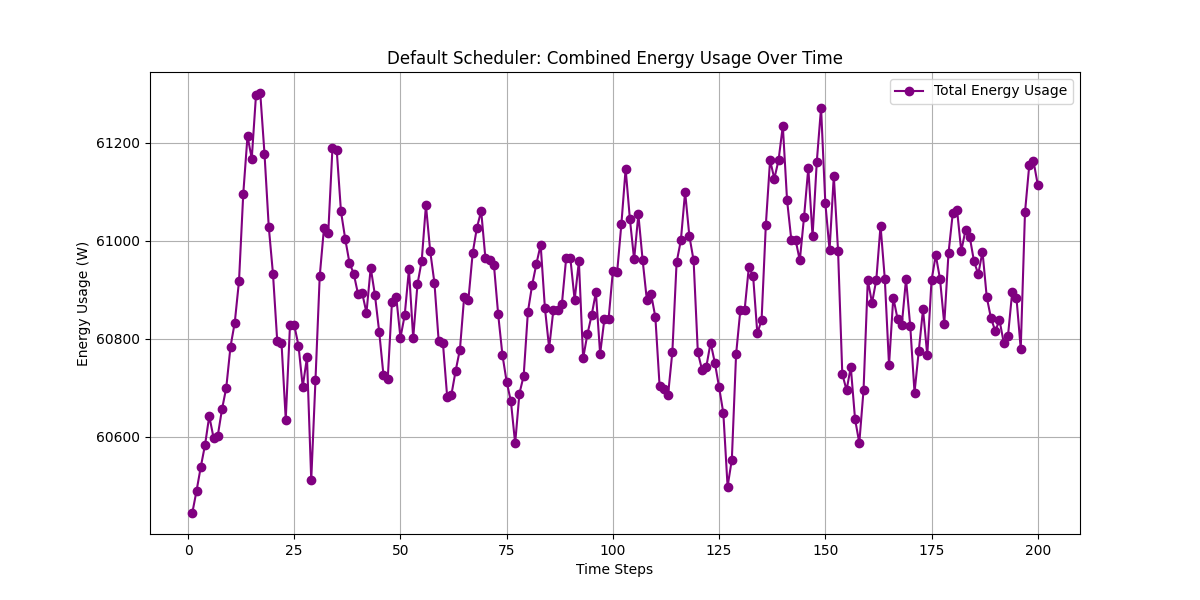 Default Scheduler: Combined Energy Usage Over Time
Total Energy Usage
Energy Usage (W)
61200
61000
60800
60600
0 25 50 75 100 125 150 175 200
Time Steps